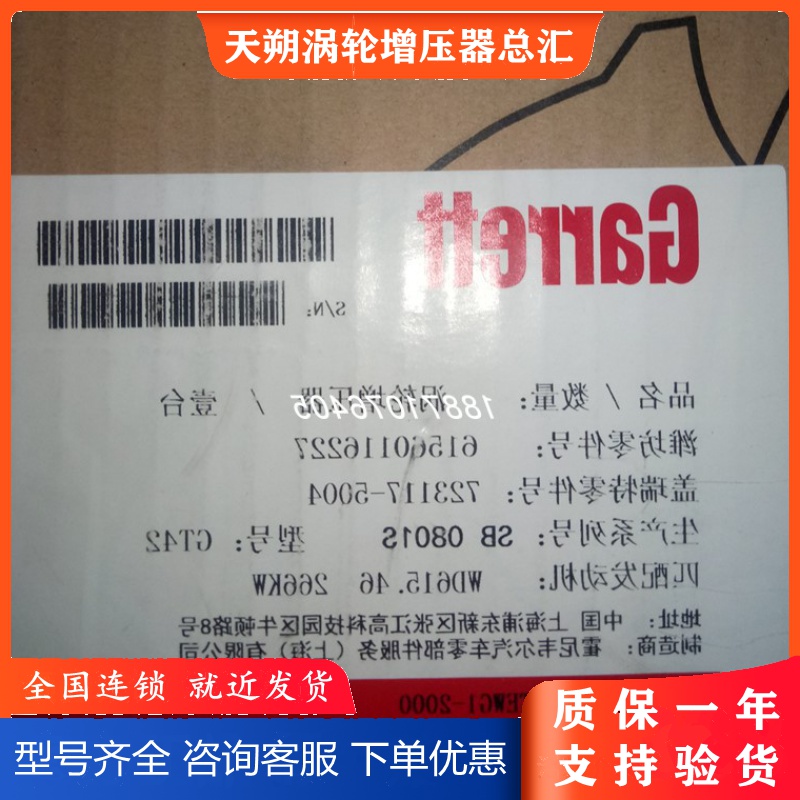 天朔涡轮增压器总汇
Garrett
S/N:
品名 / 数量： 涡轮增压器 / 壹台
18871076405
潍坊零件号： 61560116227
盖瑞特零件号： 723117-5004
生产系列号： SB 0801S 型号： GT42
匹配发动机： WD615.46 266KW
地址： 中国 上海浦东新区张江高科技园区牛顿路8号
制造商： 霍尼韦尔汽车零部件服务（上海）有限公司
全国连锁 就近发货
质保一年
型号齐全 咨询客服 下单优惠
支持验货